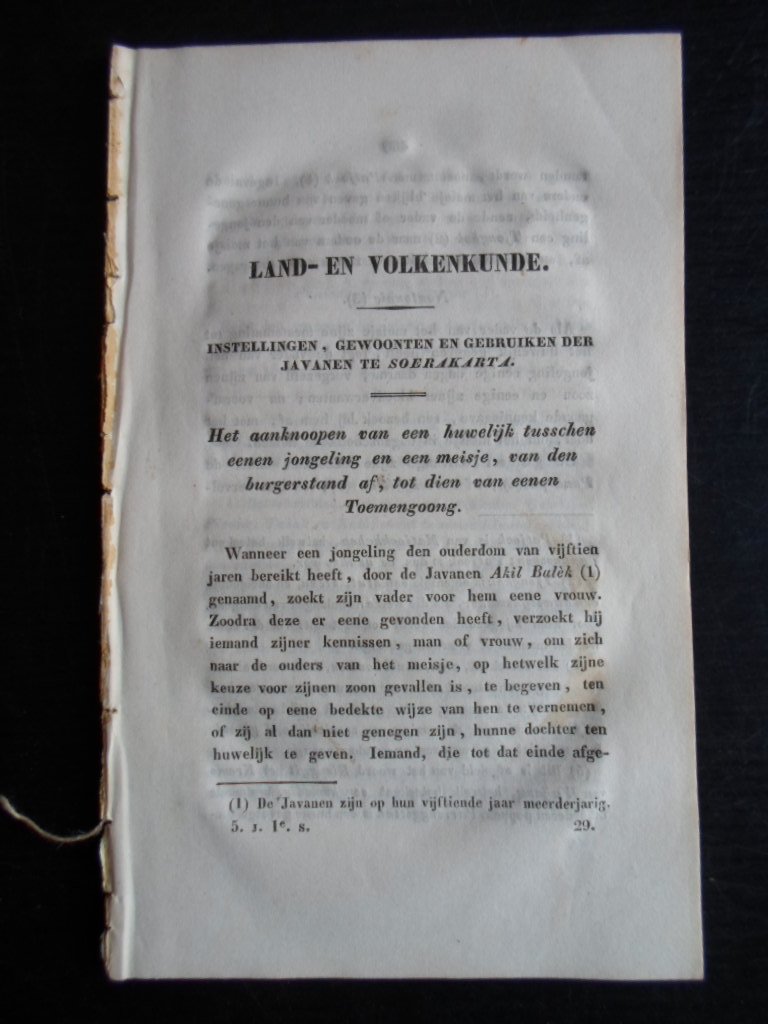 LAND- EN VOLKENKUNDE.
INSTELLINGEN, GEWOONTEN EN GEBRUIKEN DER
JAVANEN TE SOERAKARTA.
Het aanknoopen van een huwelijk tusschen
eenen jongeling en een meisje, van den
burgerstand af, tot dien van eenen
Toemengoong.
Wanneer een jongeling den ouderdom van vijftien
jaren bereikt heeft, door de Javanen Akil Balèk (1)
genaamd, zoekt zijn vader voor hem eene vrouw.
Zoodra deze er eene gevonden heeft, verzoekt hij
iemand zijner kennissen, man of vrouw, om zich
naar de ouders van het meisje, op hetwelk zijne
keuze voor zijnen zoon gevallen is, te begeven, ten
einde op eene bedekte wijze van hen te vernemen,
of zij al dan niet genegen zijn, hunne dochter ten
huwelijk te geven. Iemand, die tot dat einde afge-
(1) De Javanen zijn op hun vijftiende jaar meerderjarig.
5. J. 1e. S. 29.